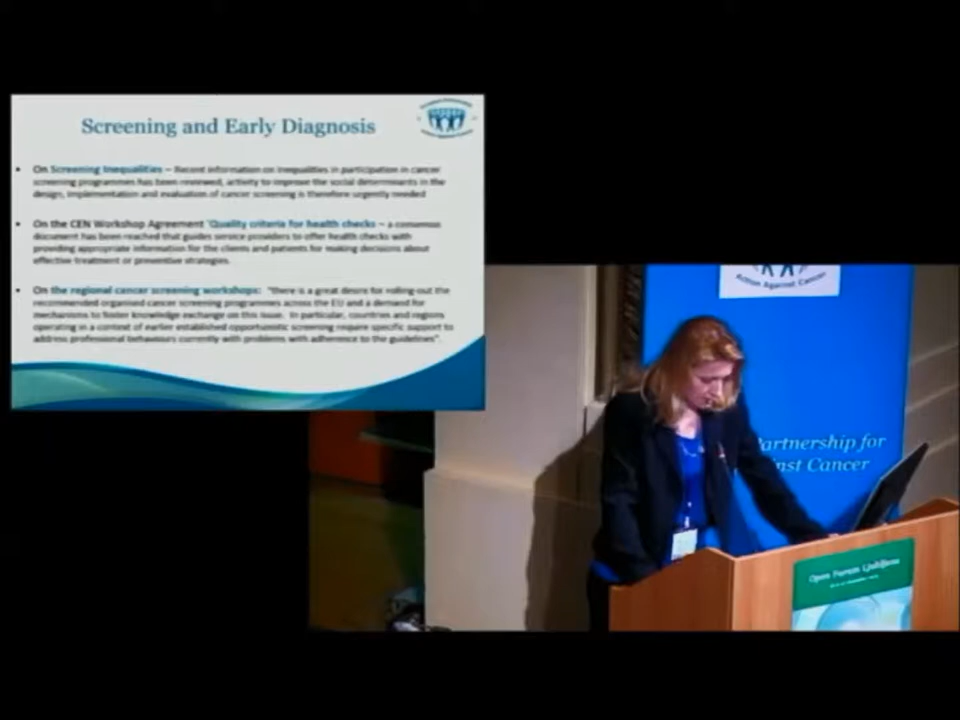 Screening and Early Diagnosis
• On Screening Inequalities – Recent information on inequalities in participation in cancer
screening programmes has been reviewed, activity to improve the social determinants in the
design, implementation and evaluation of cancer screening is therefore urgently needed
• On the CEN Workshop Agreement 'Quality criteria for health checks – a consensus
document has been reached that guides service providers to offer health checks with
providing appropriate information for the clients and patients for making decisions about
effective treatment or preventive strategies.
• On the regional cancer screening workshops: "there is a great desire for rolling-out the
recommended organised cancer screening programmes across the EU and a demand for
mechanisms to foster knowledge exchange on this issue. In particular, countries and regions
operating in a context of earlier established opportunistic screening require specific support to
address professional behaviours currently with problems with adherence to the guidelines".
Action Against Cancer
Action Against Cancer
artnership for
inst Cancer
Open Forum Ljubljana